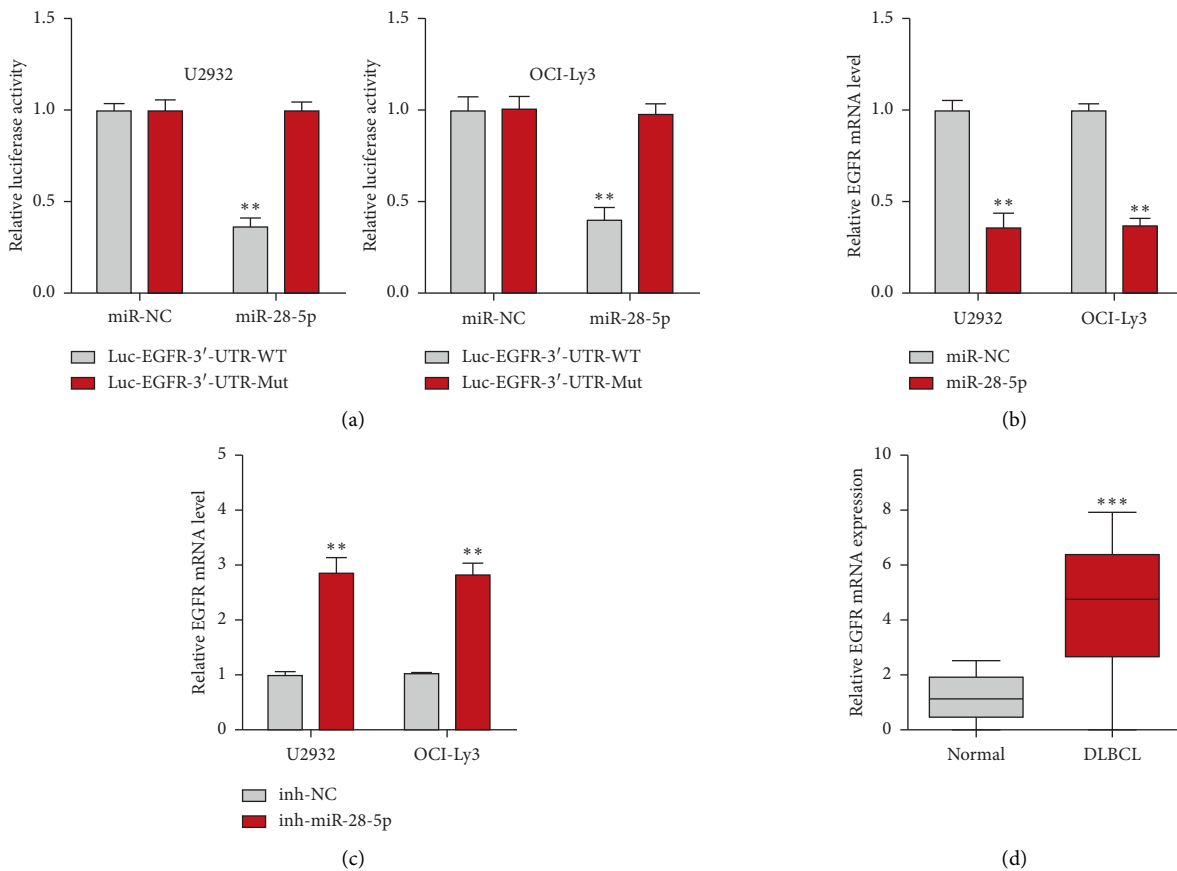 Relative luciferase activity
1.5
1.0
0.5
0.0
U2932
**
miR-NC
miR-28-5p
Luc-EGFR-3′-UTR-WT
Luc-EGFR-3′-UTR-Mut
Relative luciferase activity
1.5
1.0
0.5
0.0
OCI-Ly3
**
miR-NC
miR-28-5p
Luc-EGFR-3′-UTR-WT
Luc-EGFR-3′-UTR-Mut
(a)
Relative EGFR mRNA level
1.5
1.0
0.5
0.0
**
**
U2932
OCI-Ly3
miR-NC
miR-28-5p
(b)
Relative EGFR mRNA level
5
4
3
2
1
0
**
**
U2932
OCI-Ly3
inh-NC
inh-miR-28-5p
(c)
Relative EGFR mRNA expression
10
8
6
4
2
0
***
Normal
DLBCL
(d)